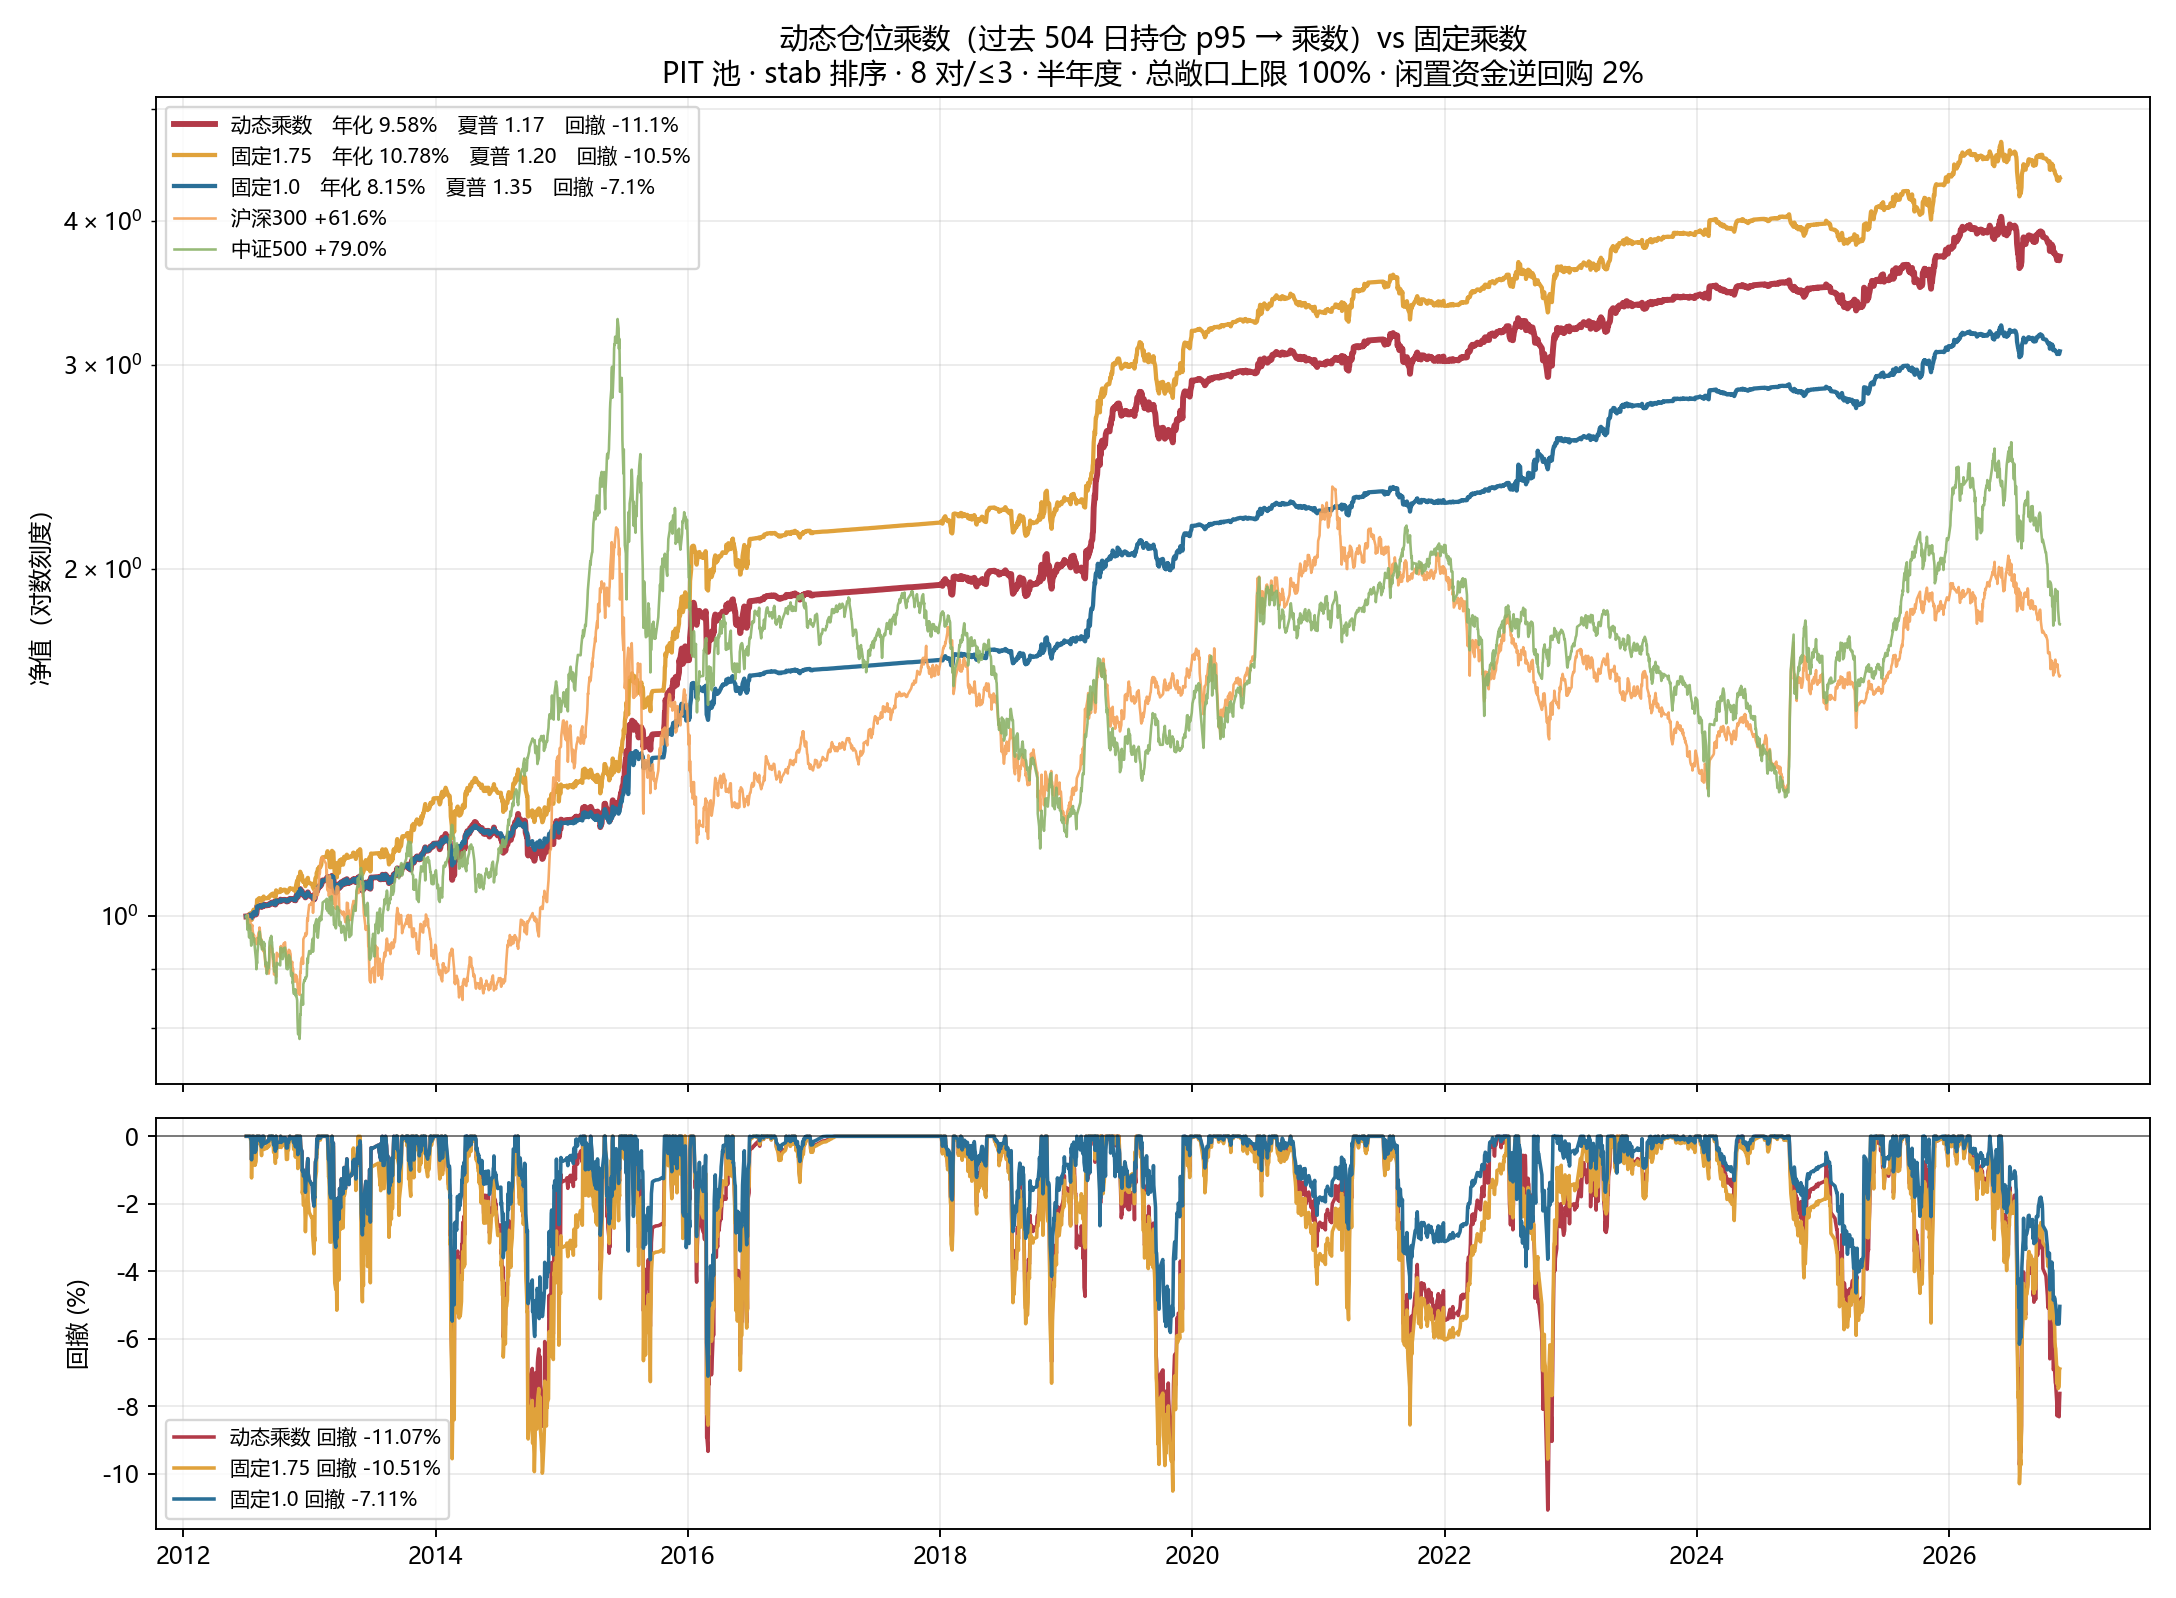 动态仓位乘数（过去 504 日持仓 p95 → 乘数）vs 固定乘数
PIT 池 · stab 排序 · 8 对/≤3 · 半年度 · 总敞口上限 100% · 闲置资金逆回购 2%
动态乘数 年化 9.58% 夏普 1.17 回撤 -11.1%
固定1.75 年化 10.78% 夏普 1.20 回撤 -10.5%
固定1.0 年化 8.15% 夏普 1.35 回撤 -7.1%
沪深300 +61.6%
中证500 +79.0%
净值（对数刻度）
4 × 10⁰
3 × 10⁰
2 × 10⁰
10⁰
回撤 (%)
0
-2
-4
-6
-8
-10
动态乘数 回撤 -11.07%
固定1.75 回撤 -10.51%
固定1.0 回撤 -7.11%
2012 2014 2016 2018 2020 2022 2024 2026